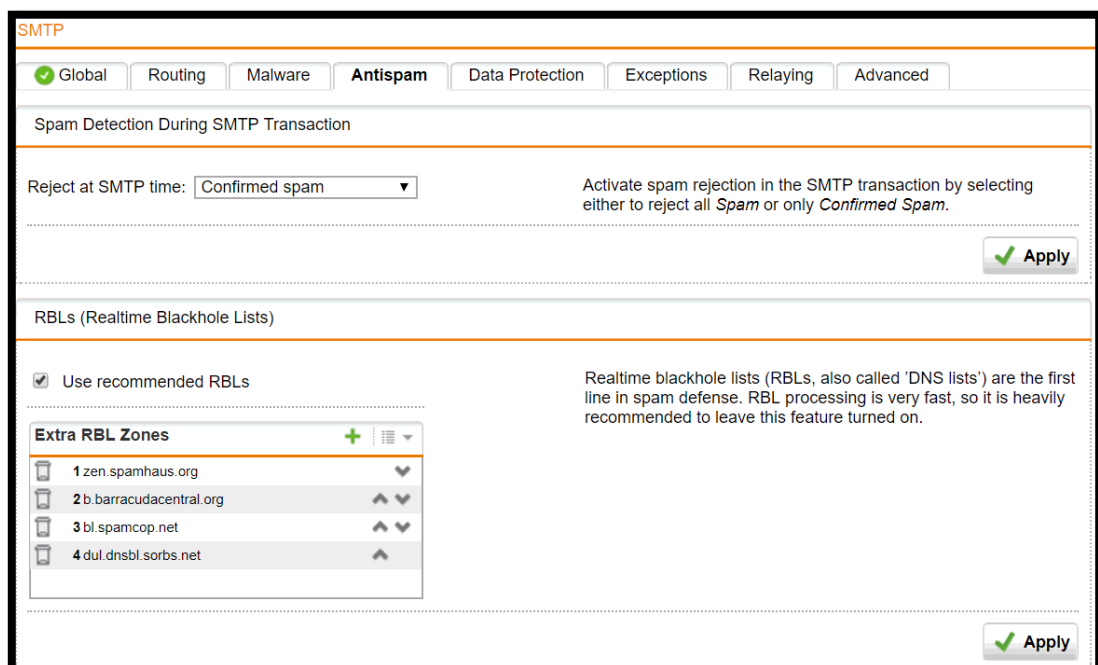 SMTP
Global Routing Malware Antispam Data Protection Exceptions Relaying Advanced
Spam Detection During SMTP Transaction
Reject at SMTP time: Confirmed spam
Activate spam rejection in the SMTP transaction by selecting
either to reject all Spam or only Confirmed Spam.
Apply
RBLs (Realtime Blackhole Lists)
Use recommended RBLs
Realtime blackhole lists (RBLs, also called 'DNS lists') are the first
line in spam defense. RBL processing is very fast, so it is heavily
recommended to leave this feature turned on.
Extra RBL Zones
1 zen.spamhaus.org
2 b.barracudacentral.org
3 bl.spamcop.net
4 dul.dnsbl.sorbs.net
Apply